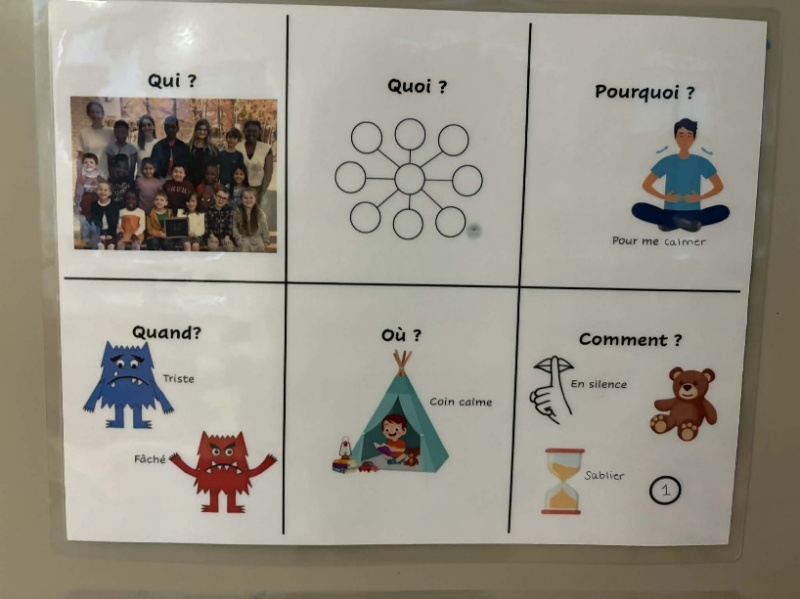 Qui ?
Quoi ?
Pourquoi ?
Pour me calmer
Quand?
Triste
Fâché
Où ?
Coin calme
Comment ?
En silence
Sablier
1